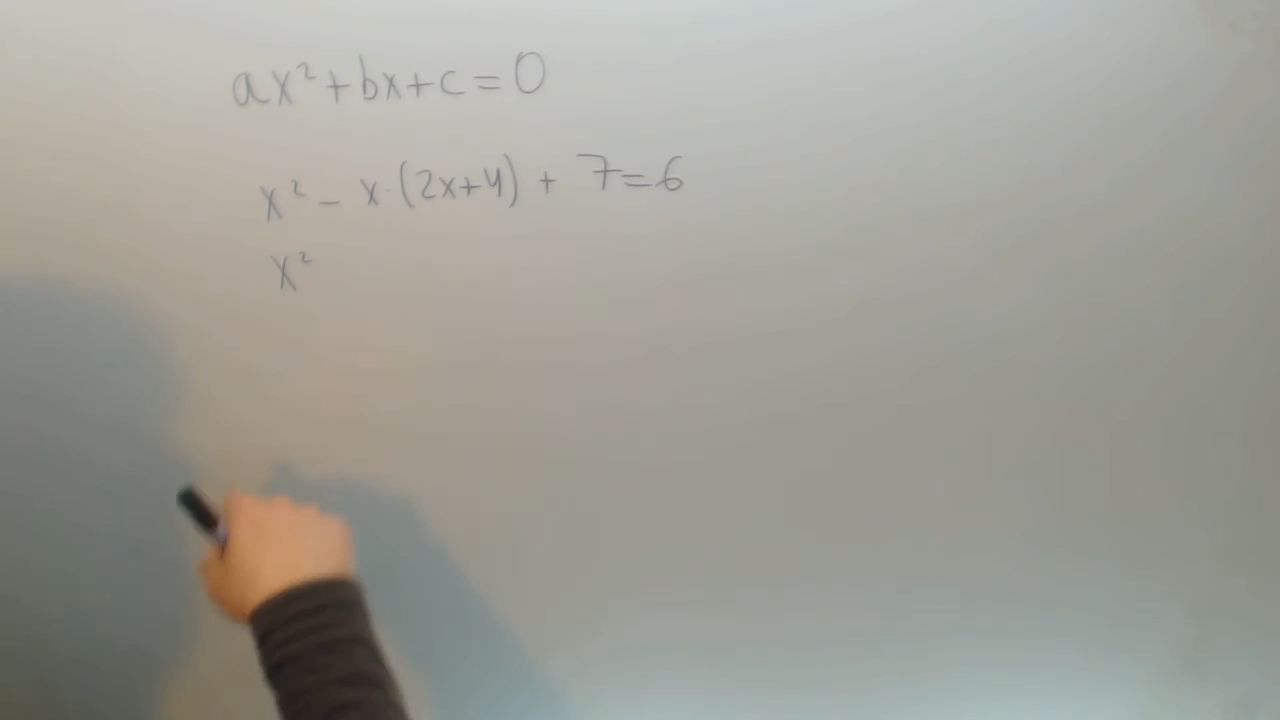 ax²+bx+c=0
x² - x·(2x+4) + 7=6
x²